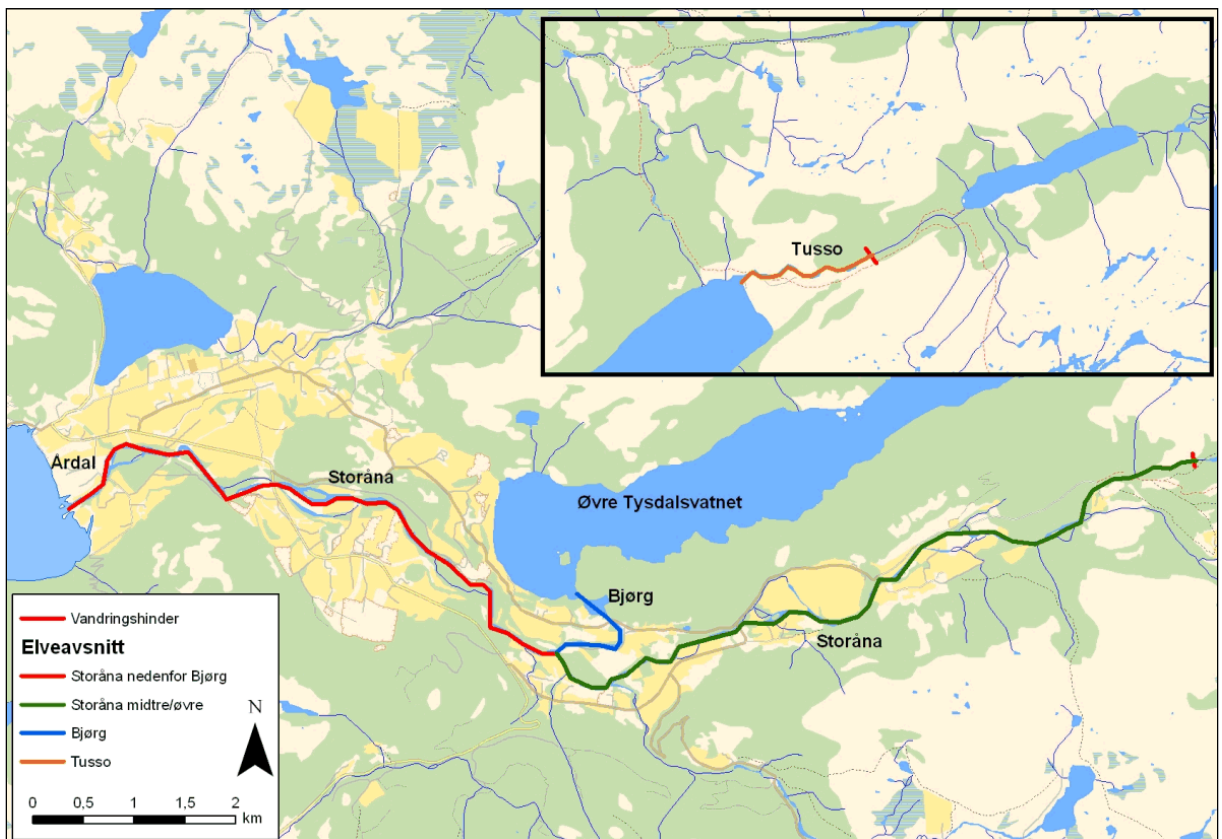 Tusso
Årdal
Storåna
Øvre Tysdalsvatnet
Bjørg
Storåna
Vandringshinder
Elveavsnitt
Storåna nedenfor Bjørg
Storåna midtre/øvre
Bjørg
Tusso
N
0 0,5 1 1,5 2
km